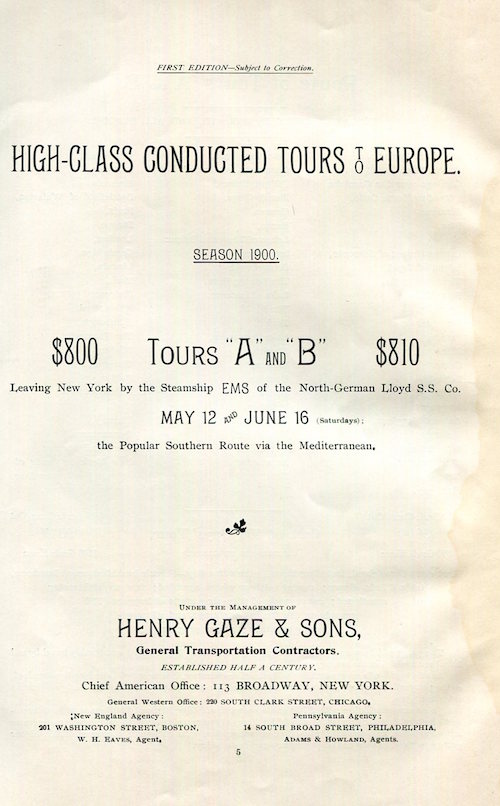 FIRST EDITION—Subject to Correction.
HIGH-CLASS CONDUCTED TOURS TO EUROPE.
SEASON 1900.
$800 TOURS "A" AND "B" $810
Leaving New York by the Steamship EMS of the North-German Lloyd S.S. Co.
MAY 12 AND JUNE 16 (Saturdays);
the Popular Southern Route via the Mediterranean.
UNDER THE MANAGEMENT OF
HENRY GAZE & SONS,
General Transportation Contractors.
ESTABLISHED HALF A CENTURY.
Chief American Office: 113 BROADWAY, NEW YORK.
General Western Office: 220 SOUTH CLARK STREET, CHICAGO.
New England Agency:
201 WASHINGTON STREET, BOSTON,
W. H. EAVES, Agent.
Pennsylvania Agency:
14 SOUTH BROAD STREET, PHILADELPHIA,
ADAMS & HOWLAND, Agents.
5